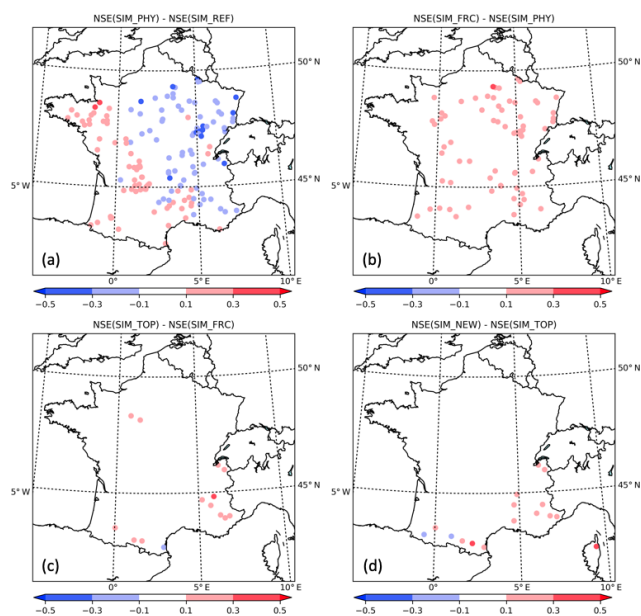 NSE(SIM_PHY) - NSE(SIM_REF)
50° N
5° W
45° N
(a)
0° 5° E 10° E
−0.5 −0.3 −0.1 0.1 0.3 0.5
NSE(SIM_FRC) - NSE(SIM_PHY)
50° N
5° W
45° N
(b)
0° 5° E 10° E
−0.5 −0.3 −0.1 0.1 0.3 0.5
NSE(SIM_TOP) - NSE(SIM_FRC)
50° N
5° W
45° N
(c)
0° 5° E 10° E
−0.5 −0.3 −0.1 0.1 0.3 0.5
NSE(SIM_NEW) - NSE(SIM_TOP)
50° N
5° W
45° N
(d)
0° 5° E 10° E
−0.5 −0.3 −0.1 0.1 0.3 0.5